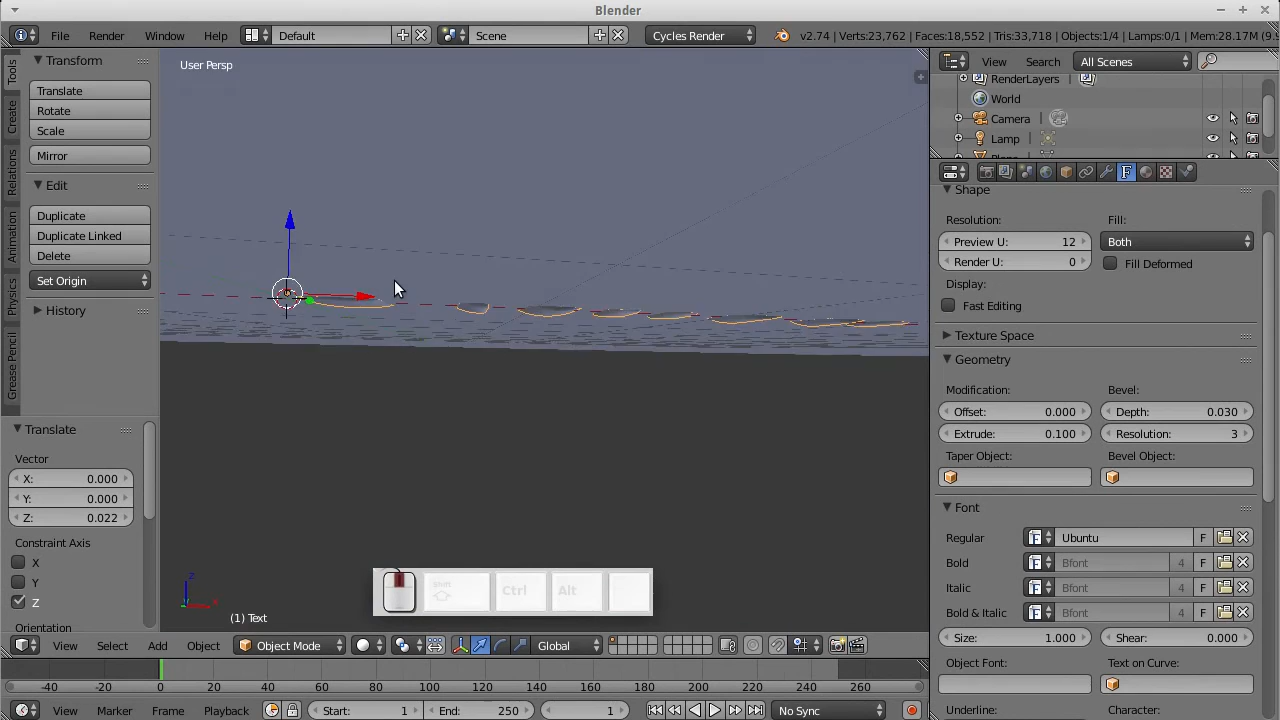 Blender
File Render Window Help Default Scene Cycles Render v2.74 | Verts:23,762 | Faces:18,552 | Tris:33,718 | Objects:1/4 | Lamps:0/1 | Mem:28.17M
Tools
Create
Relations
Animation
Physics
Grease Pencil
Transform
Translate
Rotate
Scale
Mirror
Edit
Duplicate
Duplicate Linked
Delete
Set Origin
History
Translate
Vector
X: 0.000
Y: 0.000
Z: 0.022
Constraint Axis
X
Y
Z
Orientation
User Persp
z
x
(1) Text
Shift
Ctrl
Alt
View Select Add Object Object Mode Global
View Search All Scenes
RenderLayers |
World
Camera |
Lamp |
F
Shape
Resolution: Fill:
Preview U: 12 Both
Render U: 0 Fill Deformed
Display:
Fast Editing
Texture Space
Geometry
Modification: Bevel:
Offset: 0.000 Depth: 0.030
Extrude: 0.100 Resolution: 3
Taper Object: Bevel Object:
Font
Regular F Ubuntu F
Bold F Bfont 4 F
Italic F Bfont 4 F
Bold & Italic F Bfont 4 F
Size: 1.000 Shear: 0.000
Object Font: Text on Curve:
Underline: Character:
-40 -20 0 20 40 60 80 100 120 140 160 180 200 220 240 260
View Marker Frame Playback Start: 1 End: 250 1 No Sync